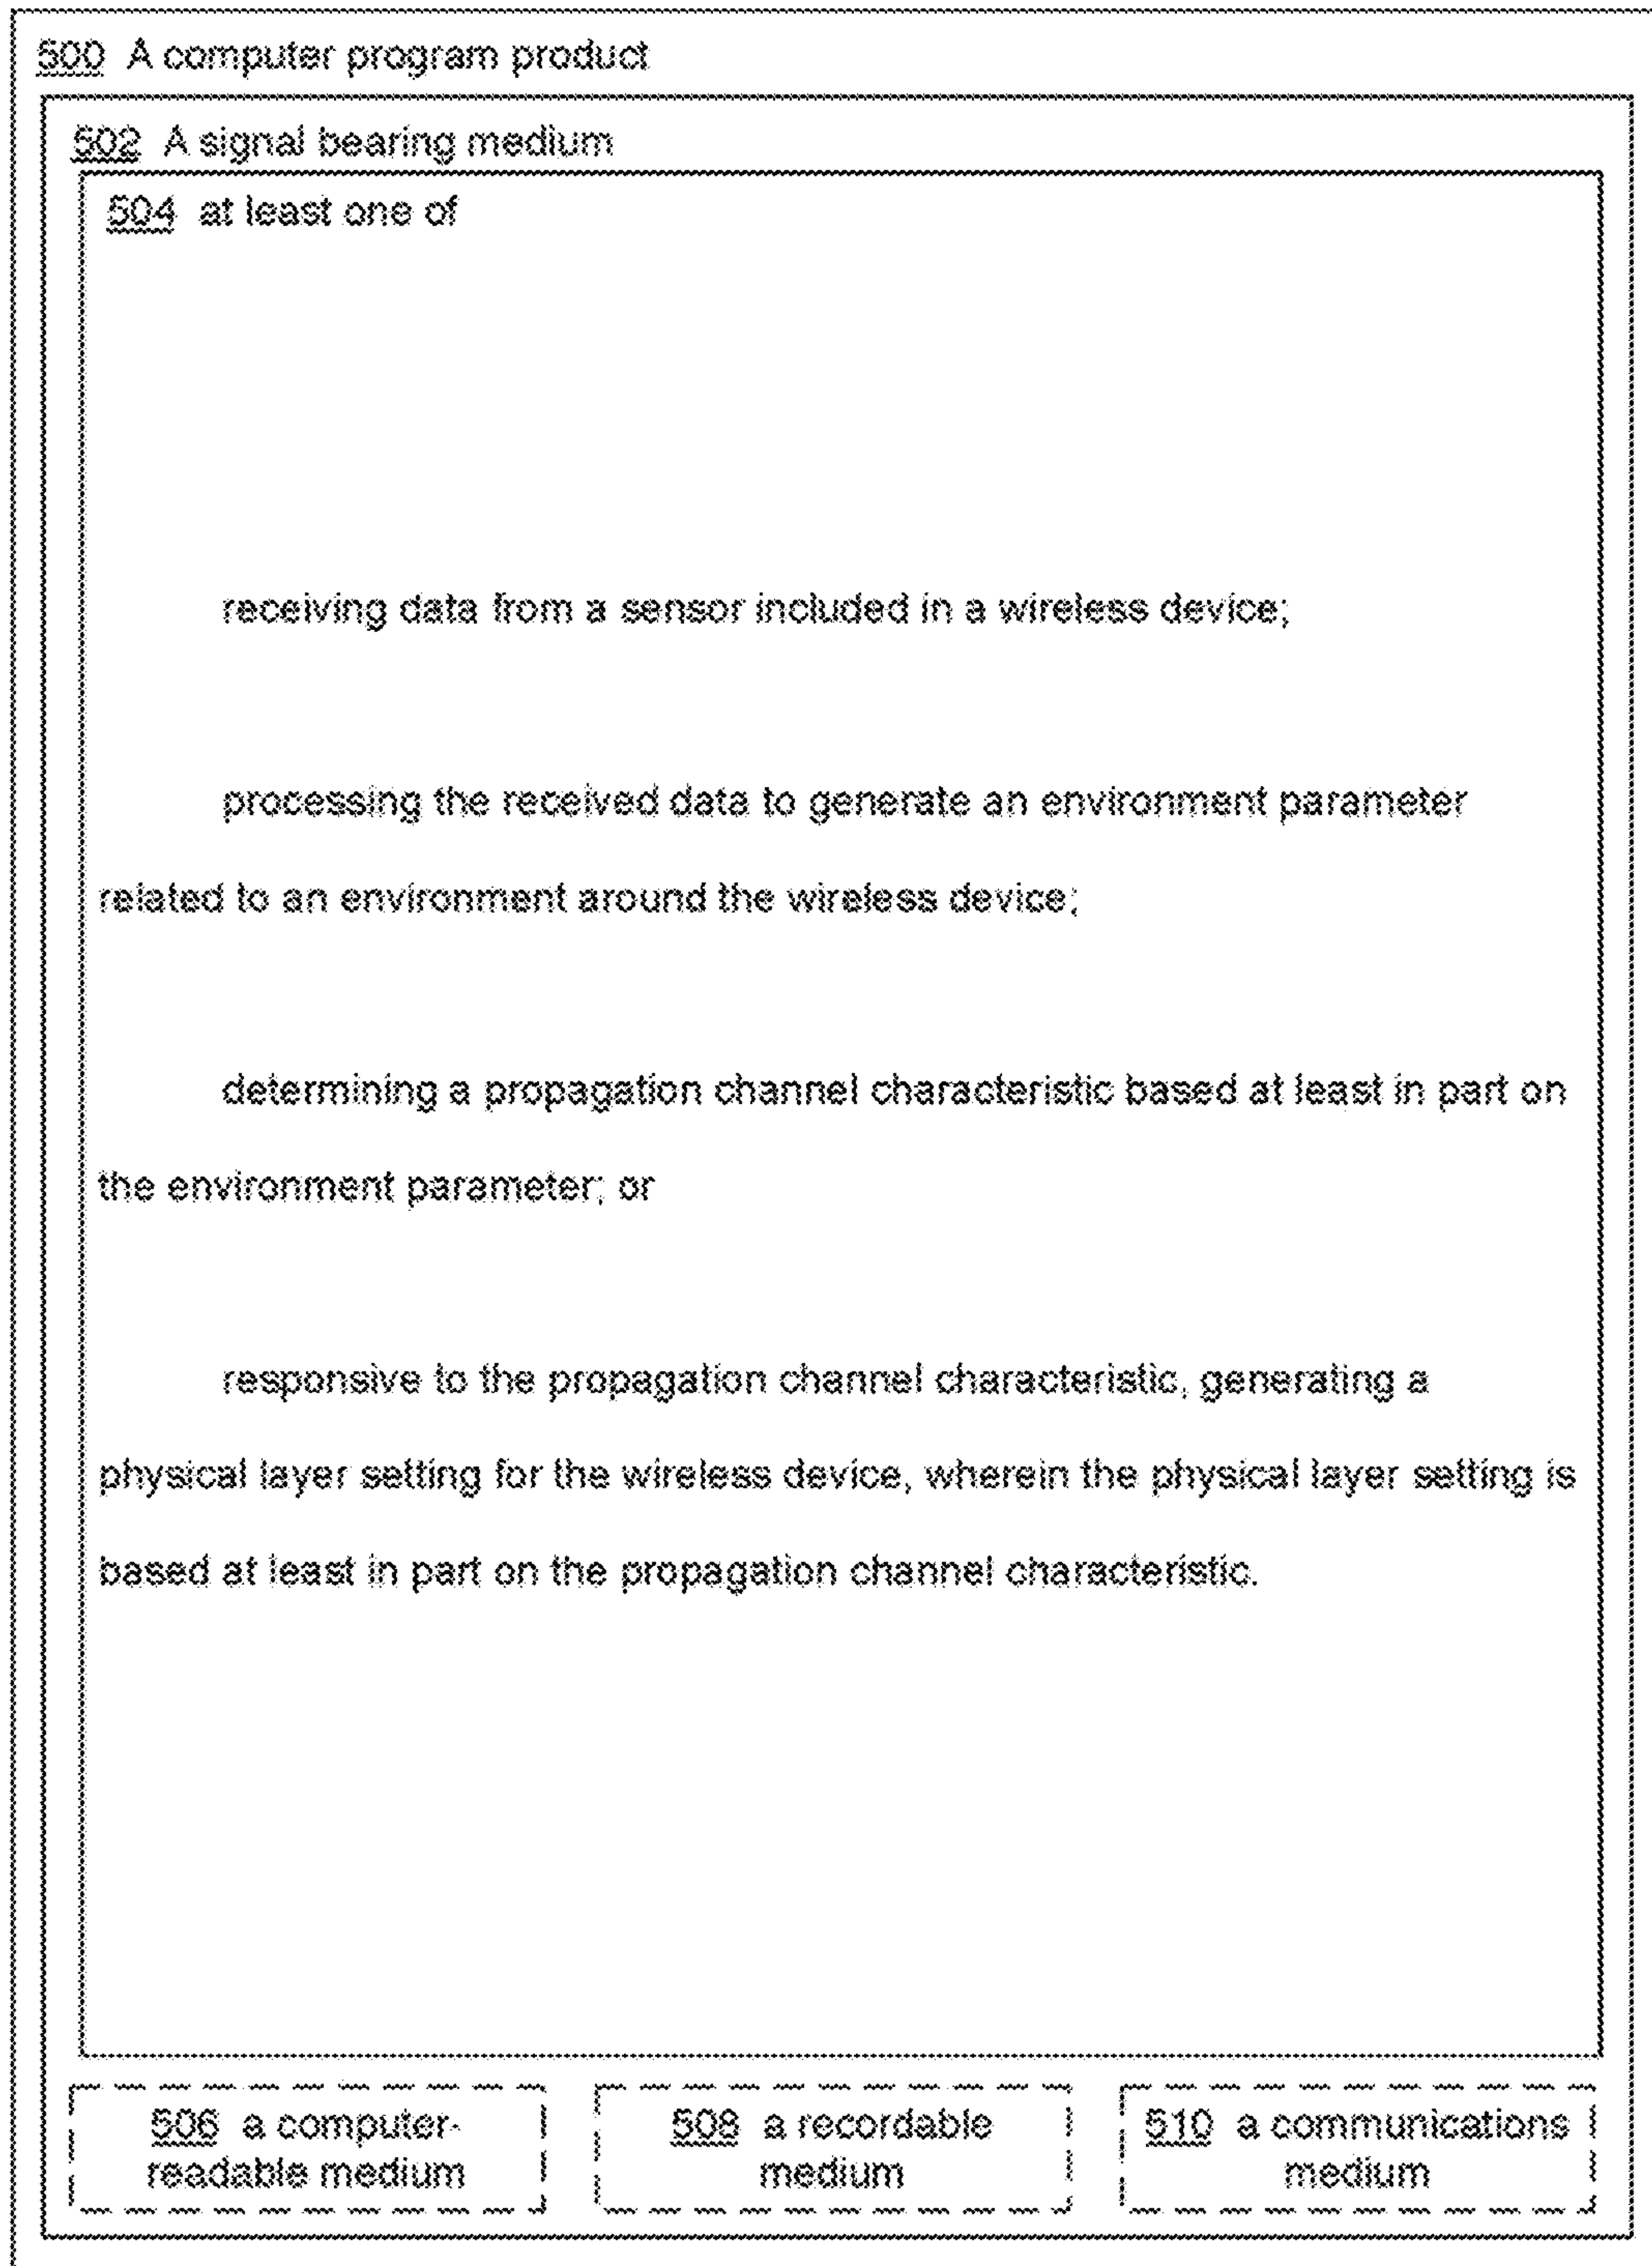 500 A computer program product
502 A signal bearing medium
504 at least one of
receiving data from a sensor included in a wireless device;
processing the received data to generate an environment parameter
related to an environment around the wireless device;
determining a propagation channel characteristic based at least in part on
the environment parameter; or
responsive to the propagation channel characteristic, generating a
physical layer setting for the wireless device, wherein the physical layer setting is
based at least in part on the propagation channel characteristic.
506 a computer-
readable medium
508 a recordable
medium
510 a communications
medium